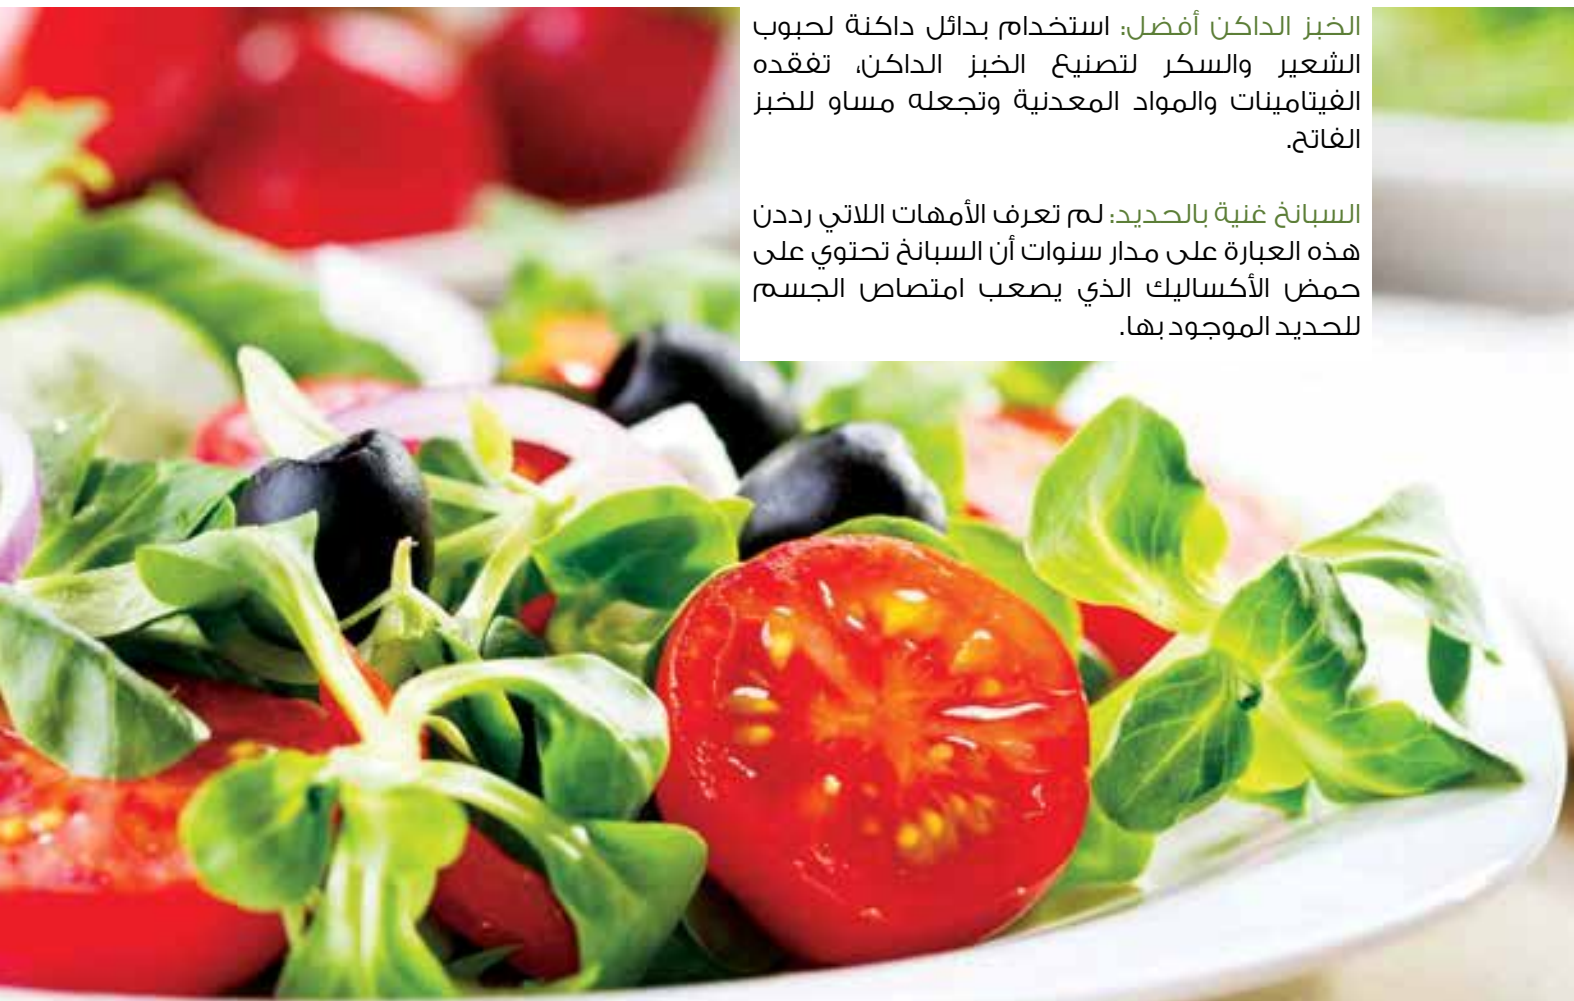 الخبز الداكن أفضل: استخدام بدائل داكنة لحبوب
الشعير والسكر لتصنيع الخبز الداكن، تفقده
الفيتامينات والمواد المعدنية وتجعله مساو للخبز
الفاتح.
السبانخ غنية بالحديد: لم تعرف الأمهات اللاتي رددن
هذه العبارة على مدار سنوات أن السبانخ تحتوي على
حمض الأكساليك الذي يصعب امتصاص الجسم
للحديد الموجود بها.